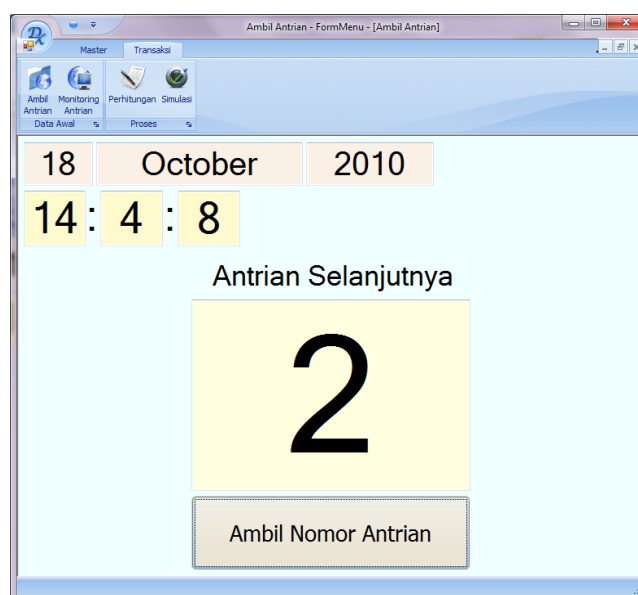 Ambil Antrian - FormMenu - [Ambil Antrian]
Master Transaksi
Ambil Antrian Monitoring Antrian Perhitungan Simulasi
Data Awal Proses
18 October 2010
14 : 4 : 8
Antrian Selanjutnya
2
Ambil Nomor Antrian